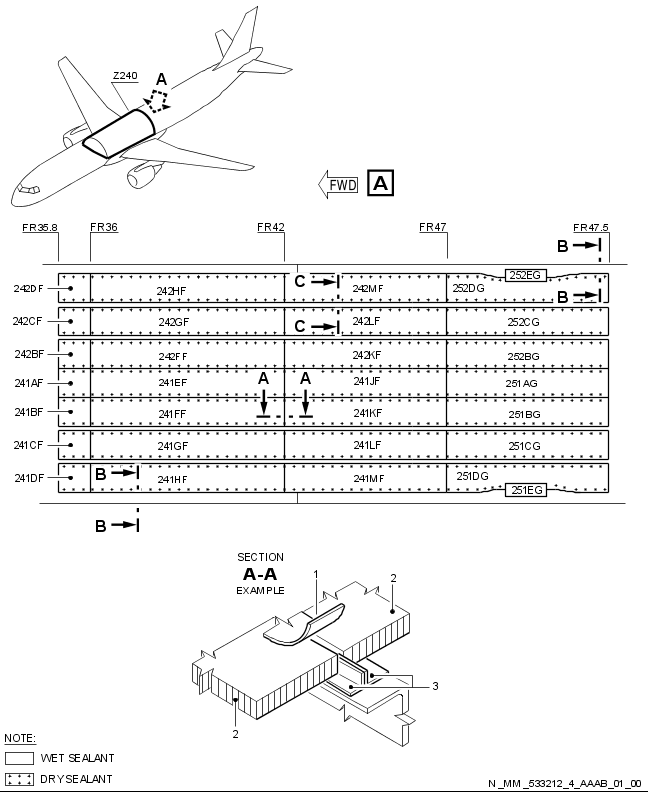 Z240 A
FWD A
FR35.8 FR36 FR42 FR47 FR47.5
B
252EG
242DF 242HF C 242MF 252DG B
242CF 242GF C 242LF 252CG
242BF 242FF 242KF 252BG
241AF 241EF A A 241JF 251AG
241BF 241FF 241KF 251BG
241CF 241GF 241LF 251CG
241DF B 241HF 241MF 251DG
251EG
B
SECTION
A-A
EXAMPLE
1
2
3
2
NOTE:
WET SEALANT
DRY SEALANT
N_MM_533212_4_AAAB_01_00